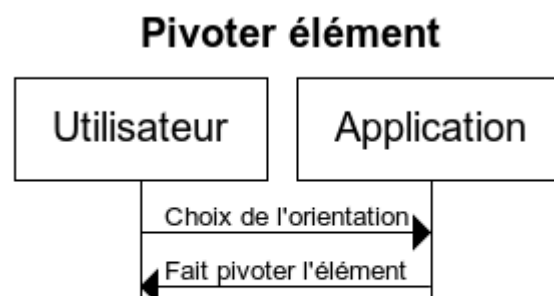 Pivoter élément
Utilisateur
Application
Choix de l'orientation
Fait pivoter l'élément